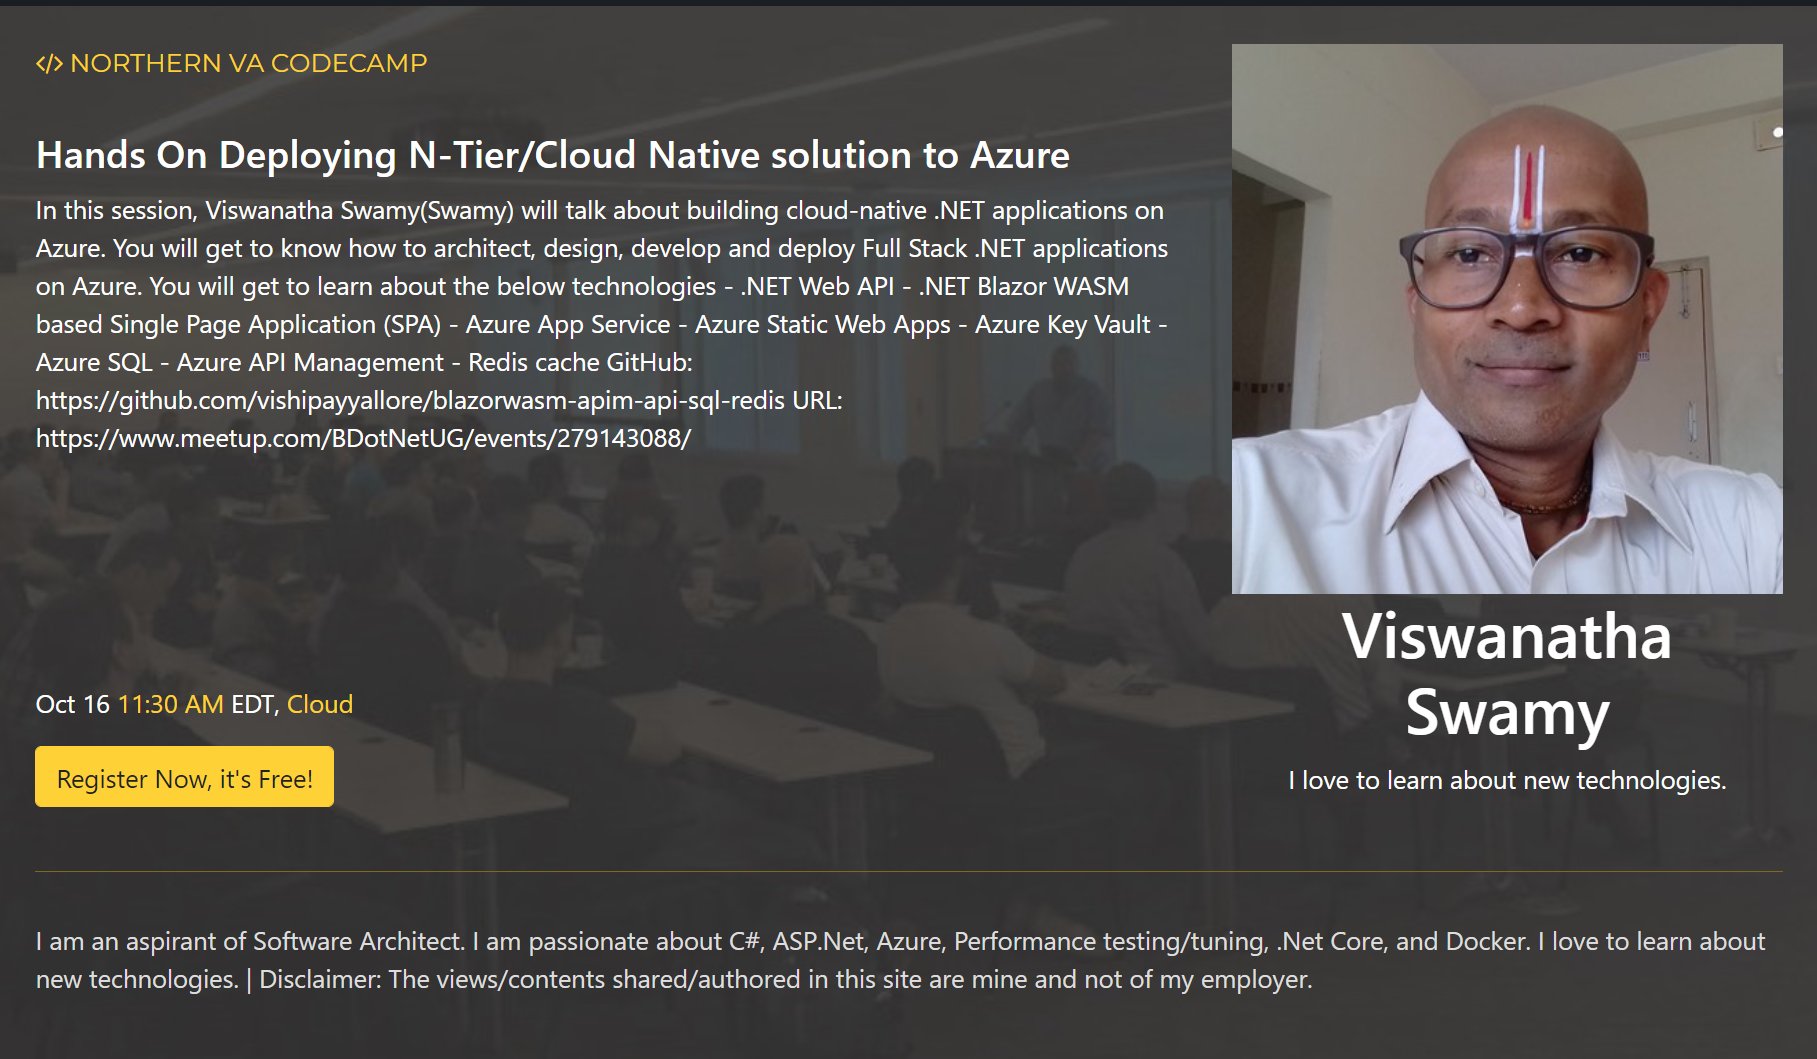 </> NORTHERN VA CODECAMP
Hands On Deploying N-Tier/Cloud Native solution to Azure
In this session, Viswanatha Swamy(Swamy) will talk about building cloud-native .NET applications on
Azure. You will get to know how to architect, design, develop and deploy Full Stack .NET applications
on Azure. You will get to learn about the below technologies - .NET Web API - .NET Blazor WASM
based Single Page Application (SPA) - Azure App Service - Azure Static Web Apps - Azure Key Vault -
Azure SQL - Azure API Management - Redis cache GitHub:
https://github.com/vishipayyallore/blazorwasm-apim-api-sql-redis URL:
https://www.meetup.com/BDotNetUG/events/279143088/
Oct 16 11:30 AM EDT, Cloud
Register Now, it's Free!
Viswanatha
Swamy
I love to learn about new technologies.
I am an aspirant of Software Architect. I am passionate about C#, ASP.Net, Azure, Performance testing/tuning, .Net Core, and Docker. I love to learn about
new technologies. | Disclaimer: The views/contents shared/authored in this site are mine and not of my employer.